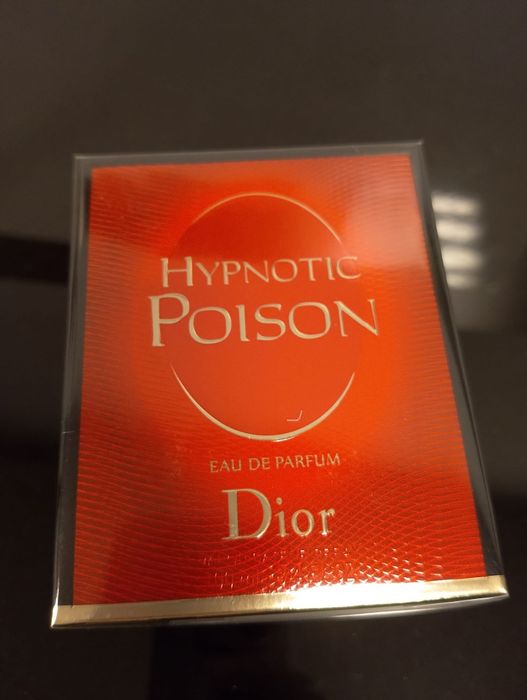 HYPNOTIC
POISON
EAU DE PARFUM
Dior